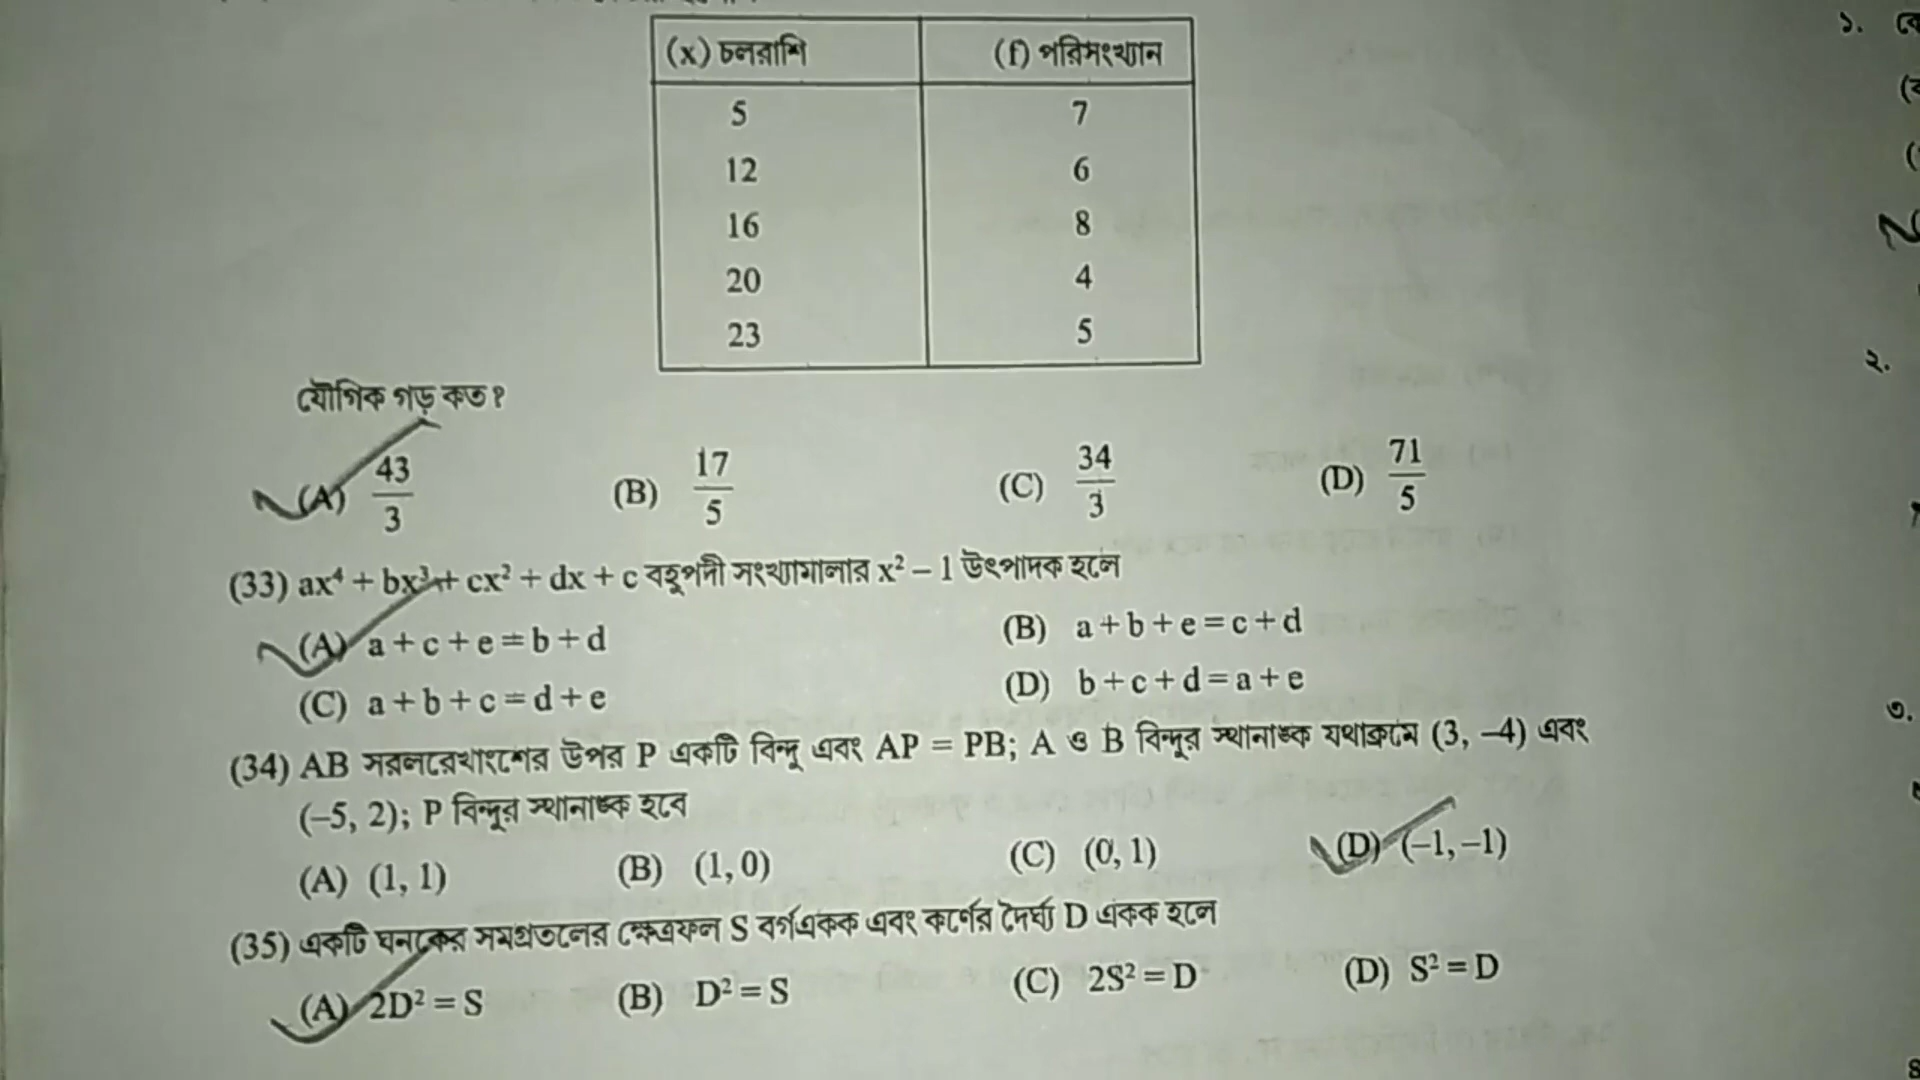 (x) চলরাশি (f) পরিসংখ্যান
5 7
12 6
16 8
20 4
23 5
যৌগিক গড় কত?
(A) 43/3 (B) 17/5 (C) 34/3 (D) 71/5
(33) ax⁴ + bx³ + cx² + dx + c বহুপদী সংখ্যামালার x² – 1 উৎপাদক হলে
(A) a + c + e = b + d (B) a + b + e = c + d
(C) a + b + c = d + e (D) b + c + d = a + e
(34) AB সরলরেখাংশের উপর P একটি বিন্দু এবং AP = PB; A ও B বিন্দুর স্থানাঙ্ক যথাক্রমে (3, –4) এবং
(–5, 2); P বিন্দুর স্থানাঙ্ক হবে
(A) (1, 1) (B) (1, 0) (C) (0, 1) (D) (–1, –1)
(35) একটি ঘনকের সমগ্রতলের ক্ষেত্রফল S বর্গএকক এবং কর্ণের দৈর্ঘ্য D একক হলে
(A) 2D² = S (B) D² = S (C) 2S² = D (D) S² = D
১.
২.
৩.